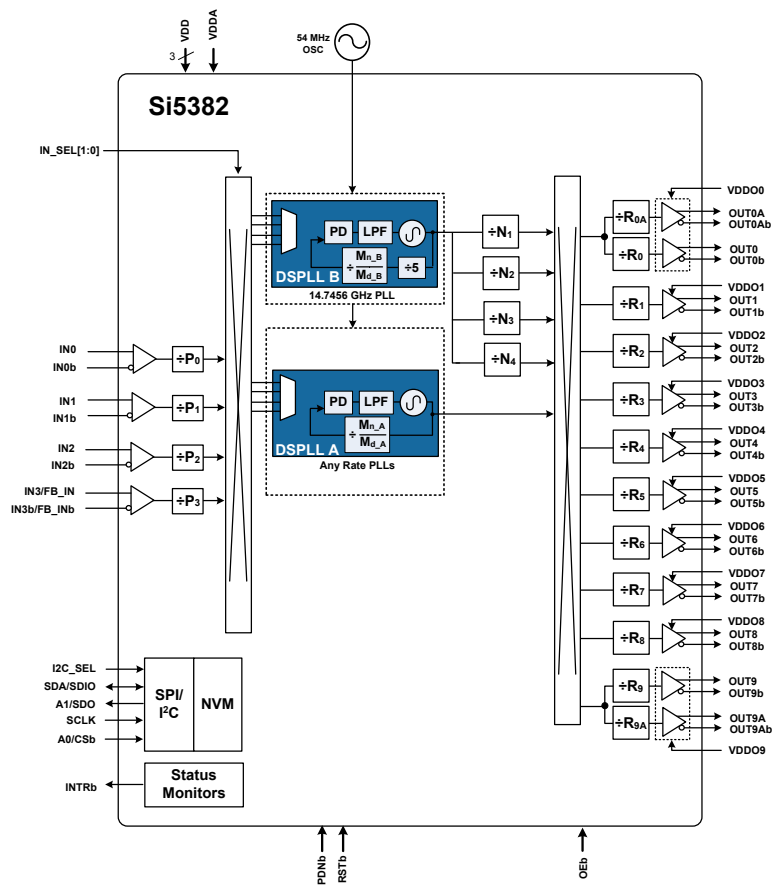 VDD
VDDA
3
54 MHz
OSC
Si5382
IN_SEL[1:0]
PD
LPF
÷
Mn_B
Md_B
÷5
DSPLL B
14.7456 GHz PLL
PD
LPF
÷
Mn_A
Md_A
DSPLL A
Any Rate PLLs
÷N1
÷N2
÷N3
÷N4
IN0
IN0b
÷P0
IN1
IN1b
÷P1
IN2
IN2b
÷P2
IN3/FB_IN
IN3b/FB_INb
÷P3
÷R0A
÷R0
÷R1
÷R2
÷R3
÷R4
÷R5
÷R6
÷R7
÷R8
÷R9
÷R9A
VDDO0
OUT0A
OUT0Ab
OUT0
OUT0b
VDDO1
OUT1
OUT1b
VDDO2
OUT2
OUT2b
VDDO3
OUT3
OUT3b
VDDO4
OUT4
OUT4b
VDDO5
OUT5
OUT5b
VDDO6
OUT6
OUT6b
VDDO7
OUT7
OUT7b
VDDO8
OUT8
OUT8b
OUT9
OUT9b
OUT9A
OUT9Ab
VDDO9
I2C_SEL
SDA/SDIO
A1/SDO
SCLK
A0/CSb
SPI/
I²C
NVM
INTRb
Status
Monitors
PDNb
RSTb
OEb